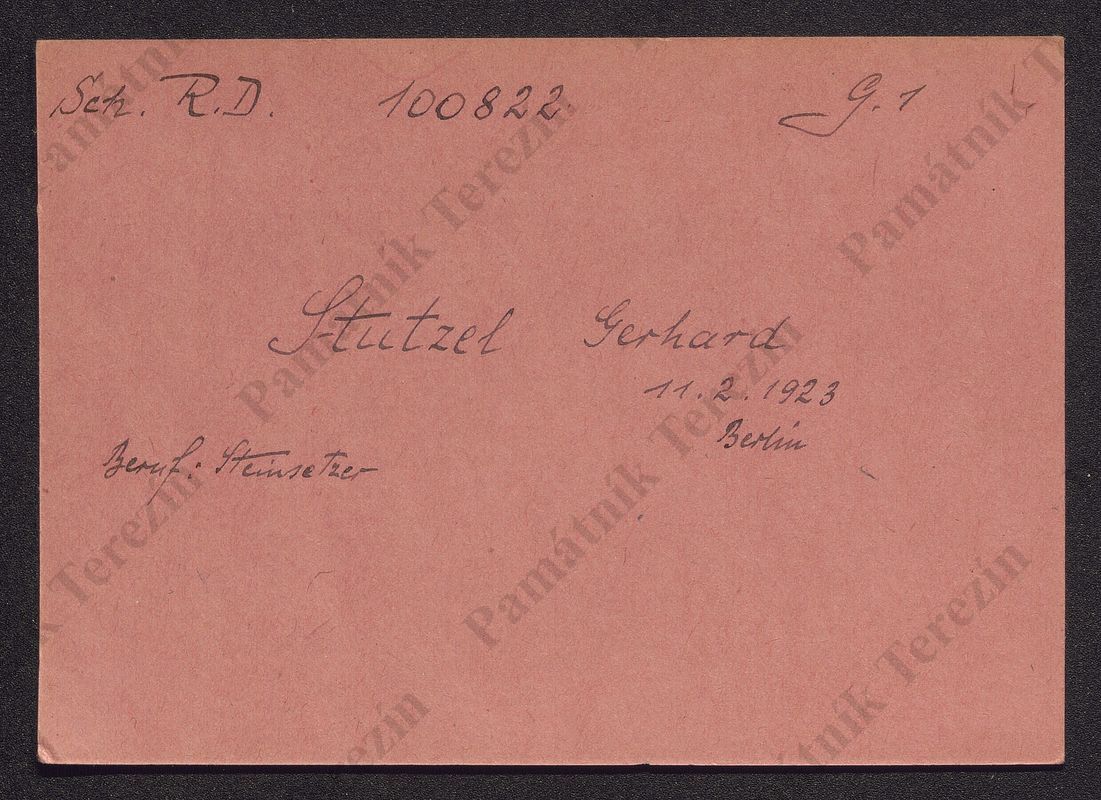 Sch. R.D. 100822 G. 1
Stutzel Gerhard
11. 2. 1923
Berlin
Beruf: Steinsetzer
Památník Terezín